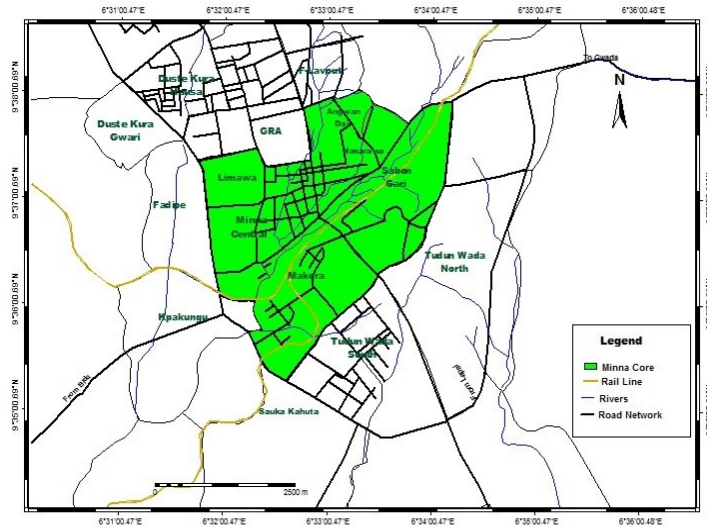 6°31'00.47"E 6°32'00.47"E 6°33'00.47"E 6°34'00.47"E 6°35'00.47"E 6°36'00.48"E
To Gwada
N
F-Layout
Duste Kura
Hausa
Duste Kura
Gwari
GRA
Angwan
Daji
Nasarawa
Limawa
Sabon
Gari
Fadipe
Minna
Central
Tudun Wada
North
Makera
Kpakungu
Tudun Wada
South
From Bida
Sauka Kahuta
9°38'00.69"N
9°37'00.69"N
9°36'00.69"N
9°35'00.69"N
Legend
Minna Core
Rail Line
Rivers
Road Network
0 2500 m
6°31'00.47"E 6°32'00.47"E 6°33'00.47"E 6°34'00.47"E 6°35'00.47"E 6°36'00.48"E